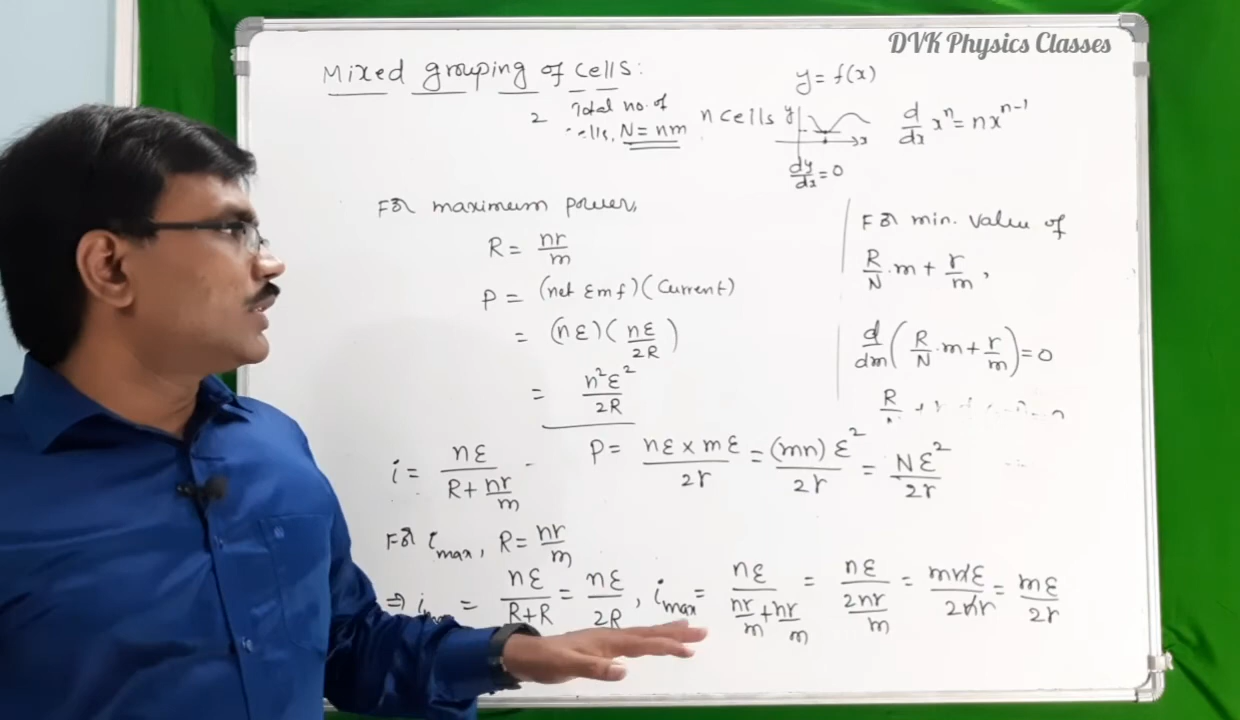 DVK Physics Classes
Mixed grouping of cells:
Total no. of
cells, N = nm
n cells
2
y = f(x)
y
x
dy/dx = 0
d/dx xⁿ = nxⁿ⁻¹
For maximum power,
R = nr/m
P = (net Emf)(Current)
= (nε)(nε/2R)
= n²ε²/2R
P = nε × mε/2r = (mn)ε²/2r = Nε²/2r
For min. value of
R/N · m + r/m,
d/dm (R/N · m + r/m) = 0
R
i = nε/(R + nr/m)
For i_max, R = nr/m
⇒ = nε/(R+R) = nε/2R, i_max = nε/(nr/m + nr/m) = nε/(2nr/m) = mnε/2nr = mε/2r